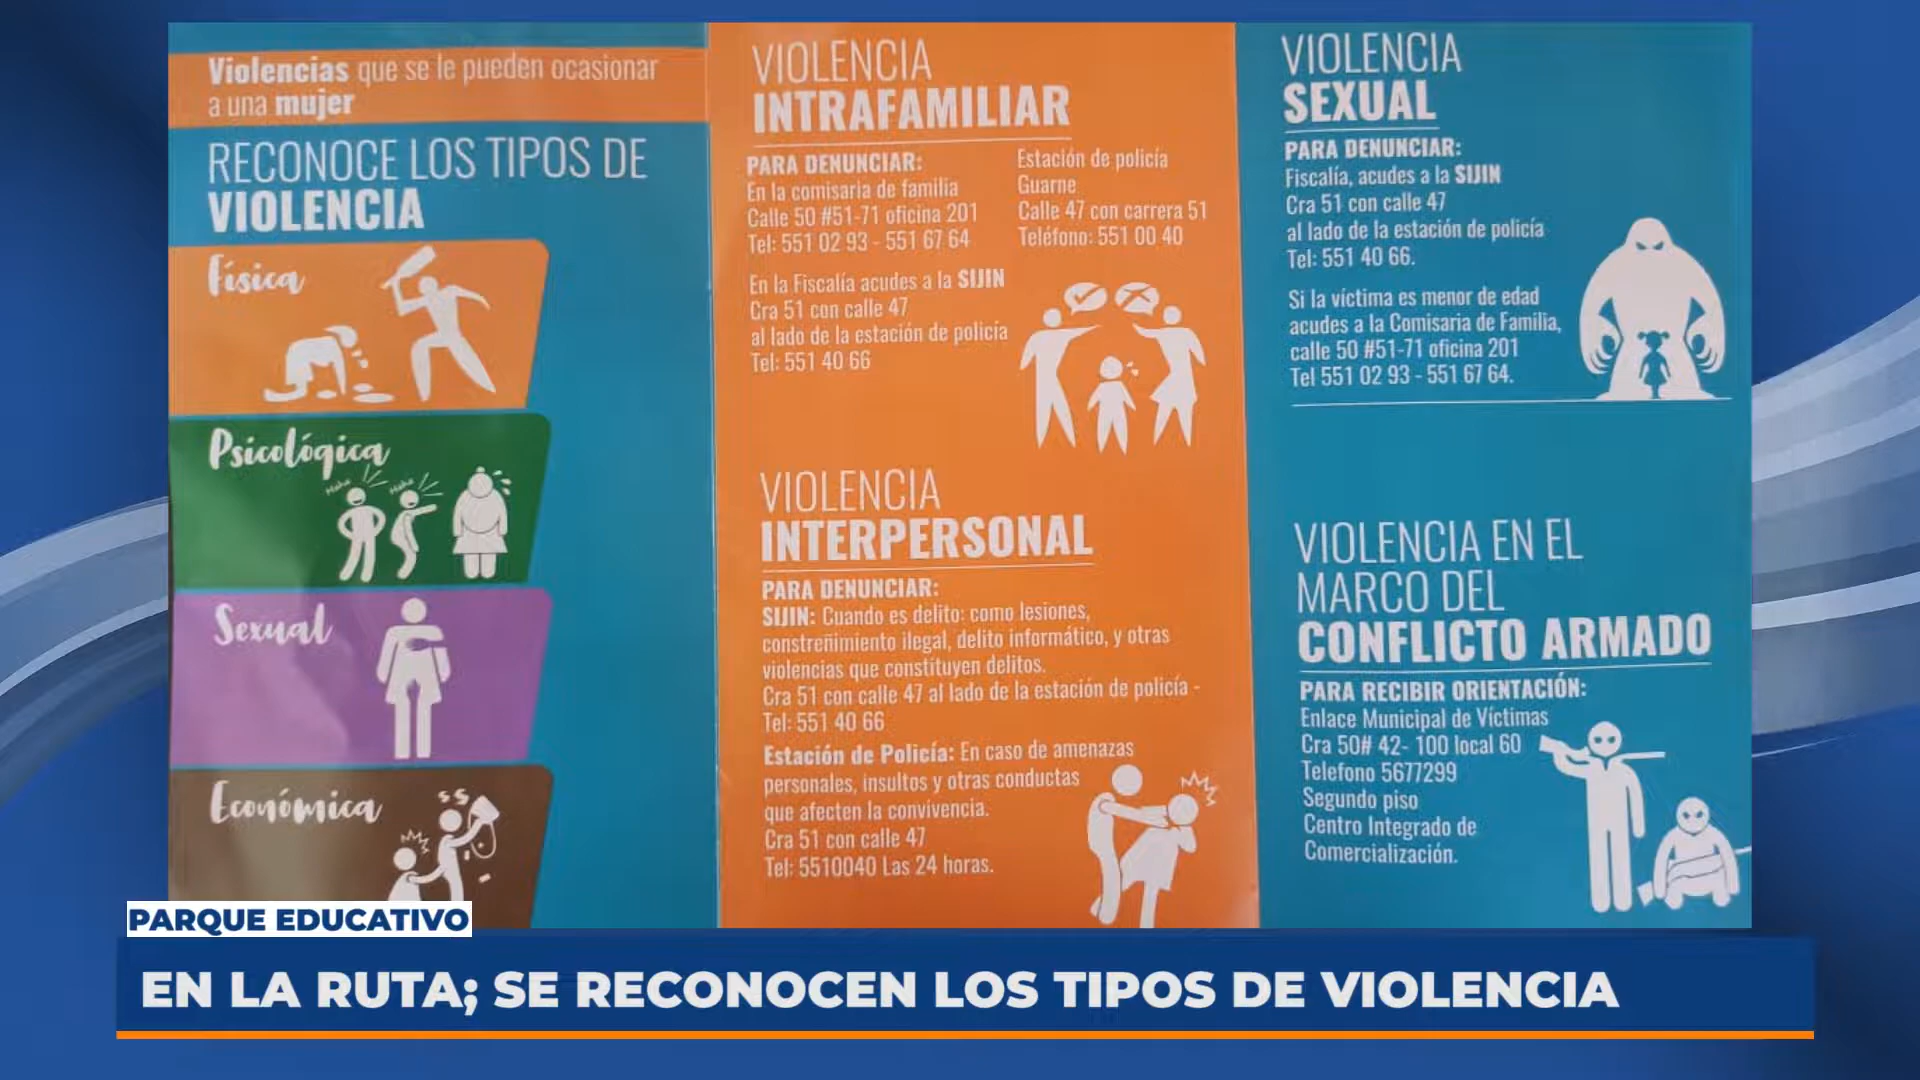 Violencias que se le pueden ocasionar
a una mujer
RECONOCE LOS TIPOS DE
VIOLENCIA
Física
Psicológica
Haha
Haha
Sexual
Económica
$$
VIOLENCIA
INTRAFAMILIAR
PARA DENUNCIAR:
En la comisaria de familia
Calle 50 #51-71 oficina 201
Tel: 551 02 93 - 551 67 64
Estación de policía
Guarne
Calle 47 con carrera 51
Teléfono: 551 00 40
En la Fiscalía acudes a la SIJIN
Cra 51 con calle 47
al lado de la estación de policía
Tel: 551 40 66
VIOLENCIA
INTERPERSONAL
PARA DENUNCIAR:
SIJIN: Cuando es delito: como lesiones,
constreñimiento ilegal, delito informático, y otras
violencias que constituyen delitos.
Cra 51 con calle 47 al lado de la estación de policía -
Tel: 551 40 66
Estación de Policía: En caso de amenazas
personales, insultos y otras conductas
que afecten la convivencia.
Cra 51 con calle 47
Tel: 5510040 Las 24 horas.
VIOLENCIA
SEXUAL
PARA DENUNCIAR:
Fiscalía, acudes a la SIJIN
Cra 51 con calle 47
al lado de la estación de policía
Tel: 551 40 66.
Si la víctima es menor de edad
acudes a la Comisaria de Familia,
calle 50 #51-71 oficina 201
Tel 551 02 93 - 551 67 64.
VIOLENCIA EN EL
MARCO DEL
CONFLICTO ARMADO
PARA RECIBIR ORIENTACIÓN:
Enlace Municipal de Víctimas
Cra 50# 42- 100 local 60
Telefono 5677299
Segundo piso
Centro Integrado de
Comercialización.
PARQUE EDUCATIVO
EN LA RUTA; SE RECONOCEN LOS TIPOS DE VIOLENCIA